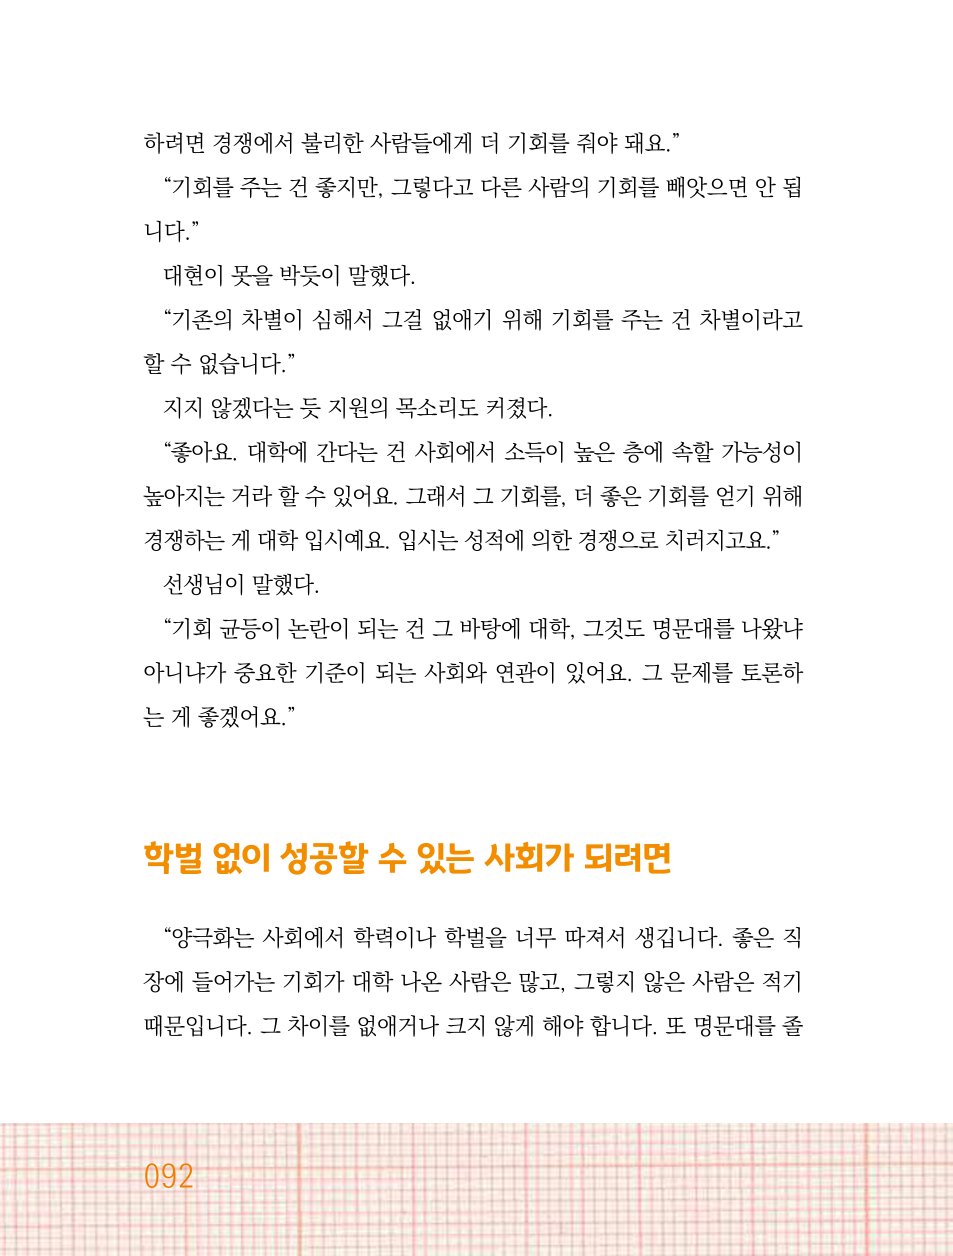 하려면 경쟁에서 불리한 사람들에게 더 기회를 줘야 돼요.”
“기회를 주는 건 좋지만, 그렇다고 다른 사람의 기회를 빼앗으면 안 됩
니다.”
대현이 못을 박듯이 말했다.
“기존의 차별이 심해서 그걸 없애기 위해 기회를 주는 건 차별이라고
할 수 없습니다.”
지지 않겠다는 듯 지원의 목소리도 커졌다.
“좋아요. 대학에 간다는 건 사회에서 소득이 높은 층에 속할 가능성이
높아지는 거라 할 수 있어요. 그래서 그 기회를, 더 좋은 기회를 얻기 위해
경쟁하는 게 대학 입시예요. 입시는 성적에 의한 경쟁으로 치러지고요.”
선생님이 말했다.
“기회 균등이 논란이 되는 건 그 바탕에 대학, 그것도 명문대를 나왔냐
아니냐가 중요한 기준이 되는 사회와 연관이 있어요. 그 문제를 토론하
는 게 좋겠어요.”
학벌 없이 성공할 수 있는 사회가 되려면
“양극화는 사회에서 학력이나 학벌을 너무 따져서 생깁니다. 좋은 직
장에 들어가는 기회가 대학 나온 사람은 많고, 그렇지 않은 사람은 적기
때문입니다. 그 차이를 없애거나 크지 않게 해야 합니다. 또 명문대를 졸
092